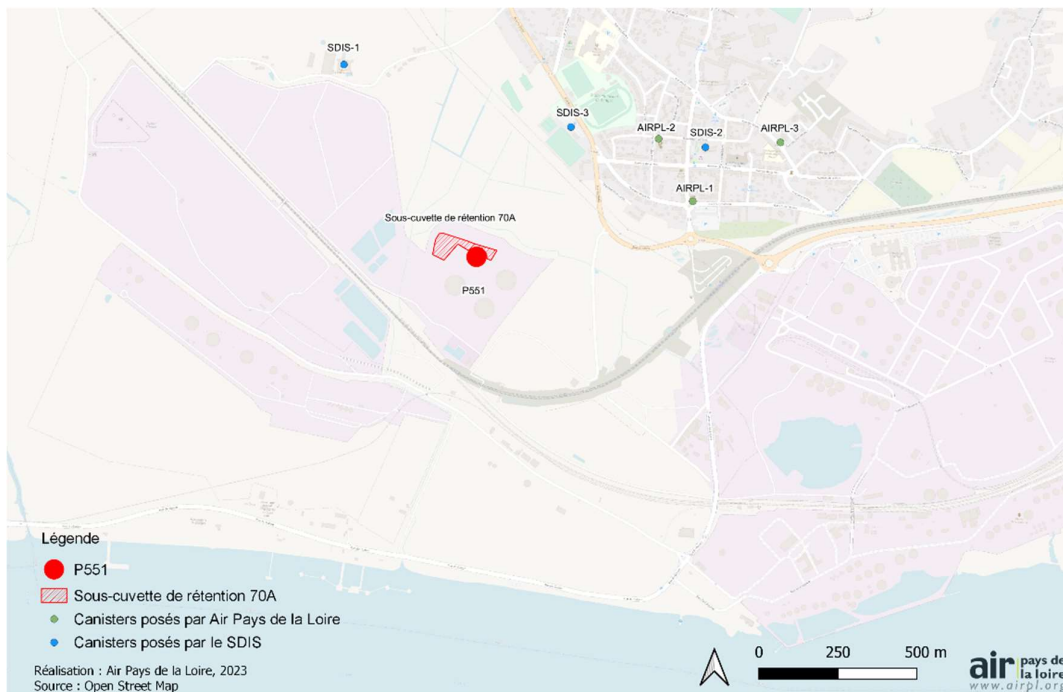 SDIS-1
SDIS-3
AIRPL-2
SDIS-2
AIRPL-3
AIRPL-1
Sous-cuvette de rétention 70A
P551
Légende
P551
Sous-cuvette de rétention 70A
Canisters posés par Air Pays de la Loire
Canisters posés par le SDIS
Réalisation : Air Pays de la Loire, 2023
Source : Open Street Map
0 250 500 m
air pays de
la loire
www.airpl.org